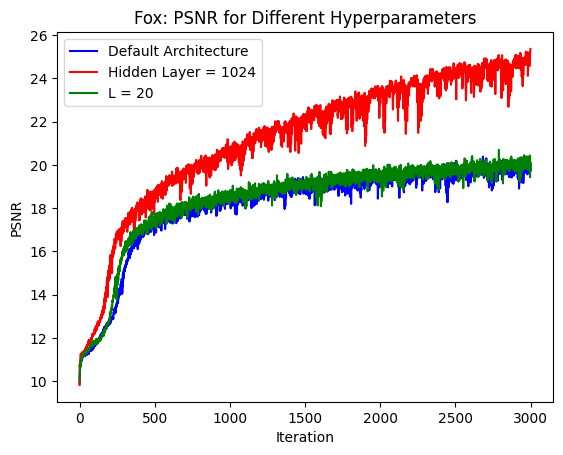 Fox: PSNR for Different Hyperparameters
Default Architecture
Hidden Layer = 1024
L = 20
PSNR
26
24
22
20
18
16
14
12
10
0 500 1000 1500 2000 2500 3000
Iteration